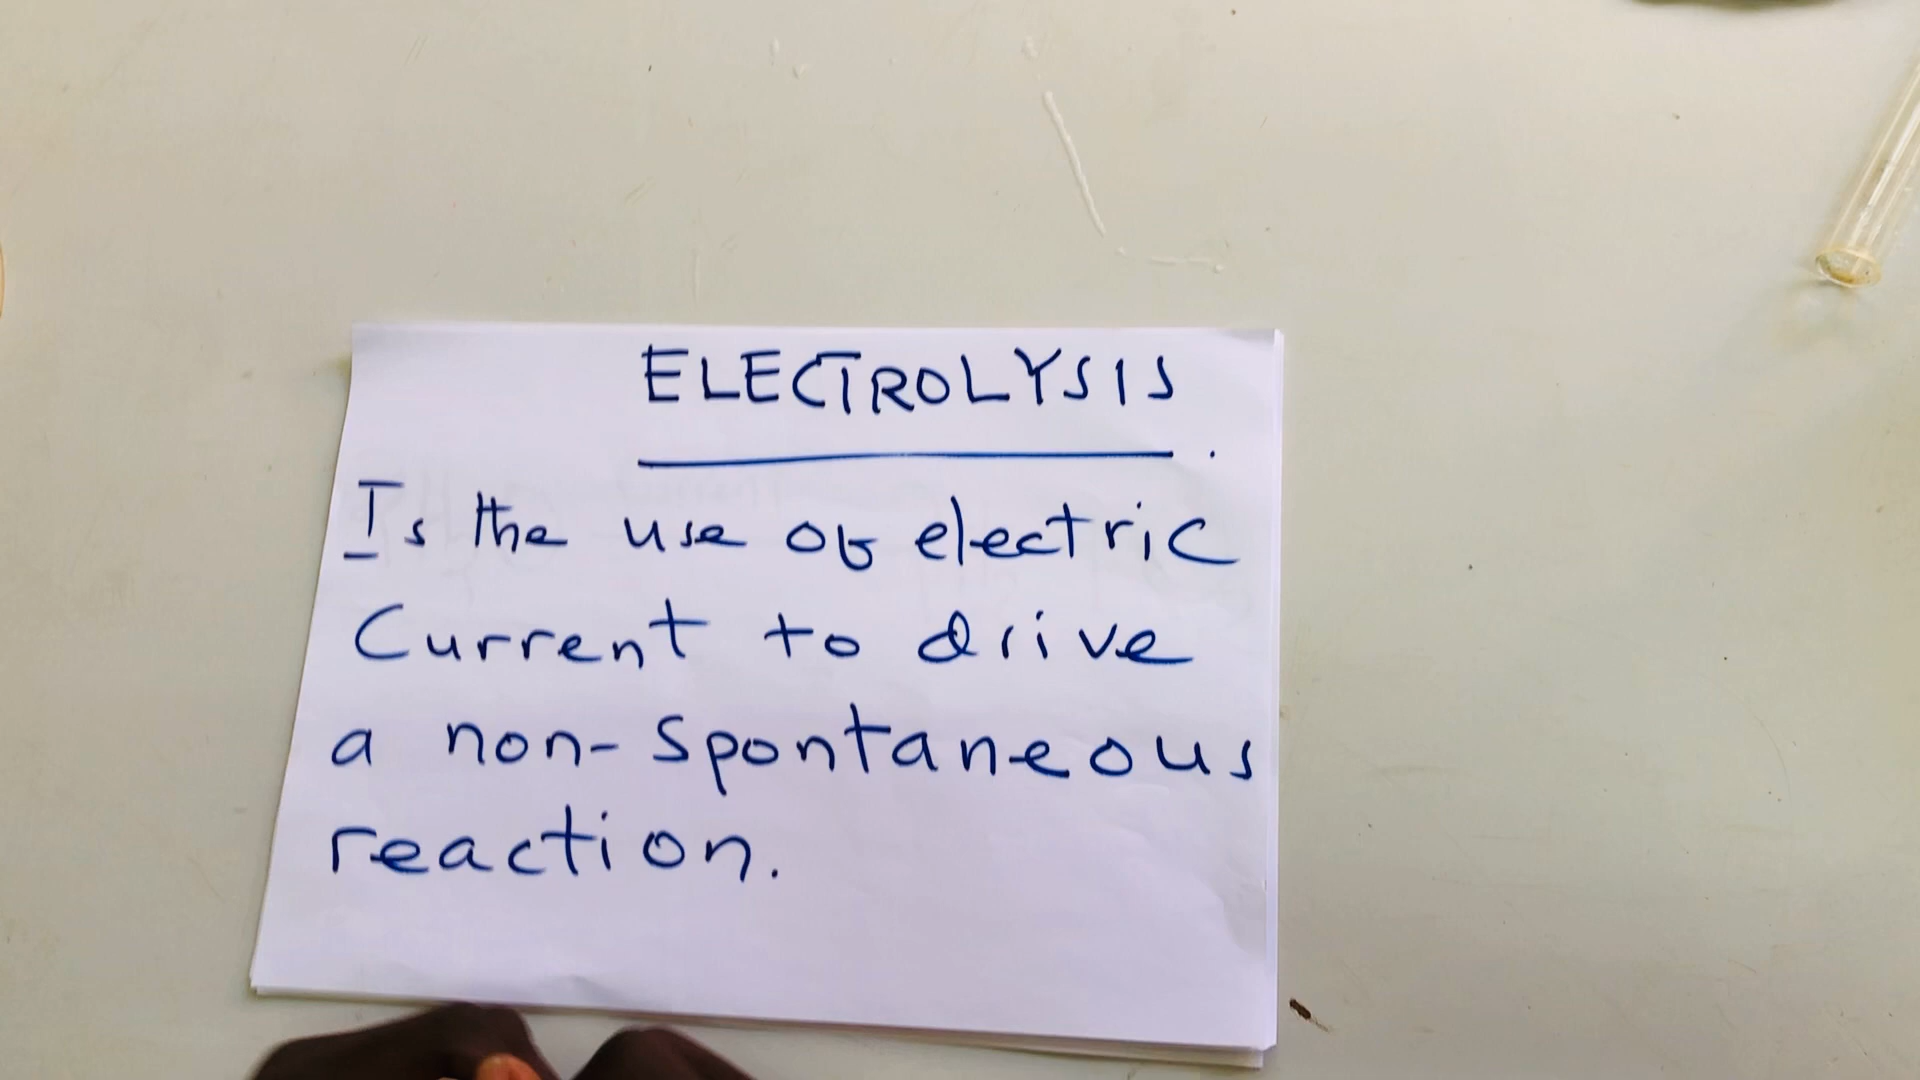 ELECTROLYSIS.
Is the use of electric
Current to drive
a non-spontaneous
reaction.